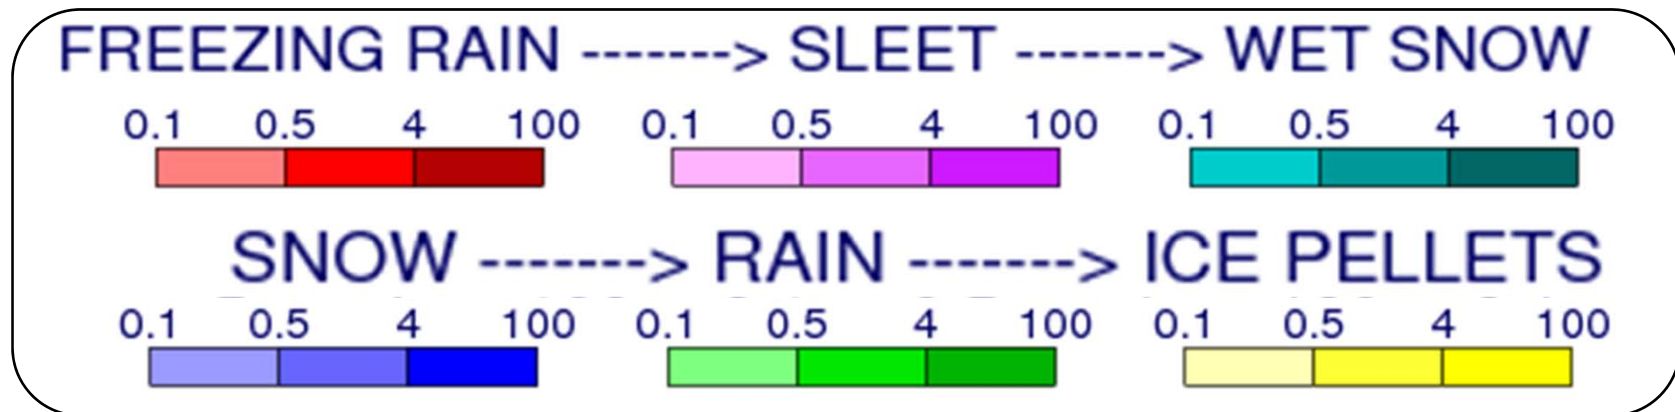 FREEZING RAIN -------> SLEET -------> WET SNOW
0.1 0.5 4 100 0.1 0.5 4 100 0.1 0.5 4 100
SNOW -------> RAIN -------> ICE PELLETS
0.1 0.5 4 100 0.1 0.5 4 100 0.1 0.5 4 100